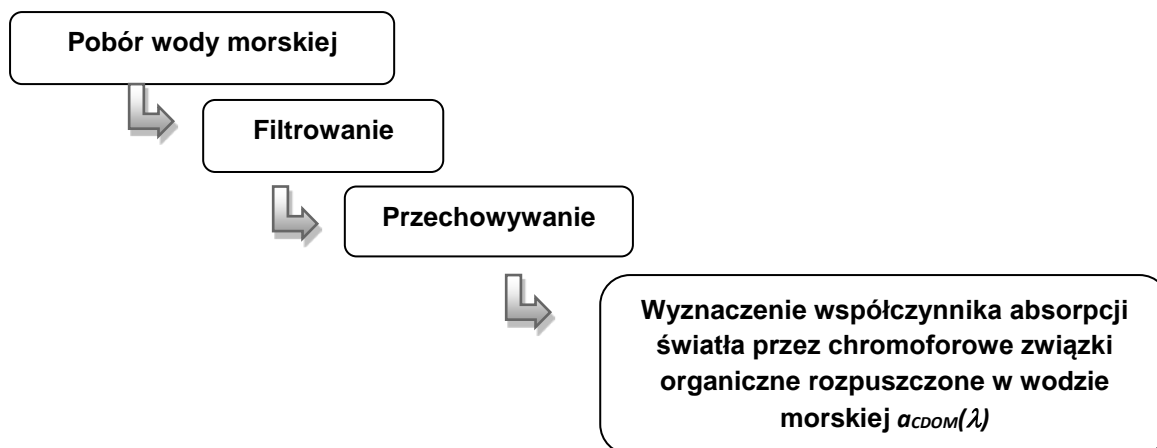 Pobór wody morskiej
Filtrowanie
Przechowywanie
Wyznaczenie współczynnika absorpcji
światła przez chromoforowe związki
organiczne rozpuszczone w wodzie
morskiej aCDOM(λ)